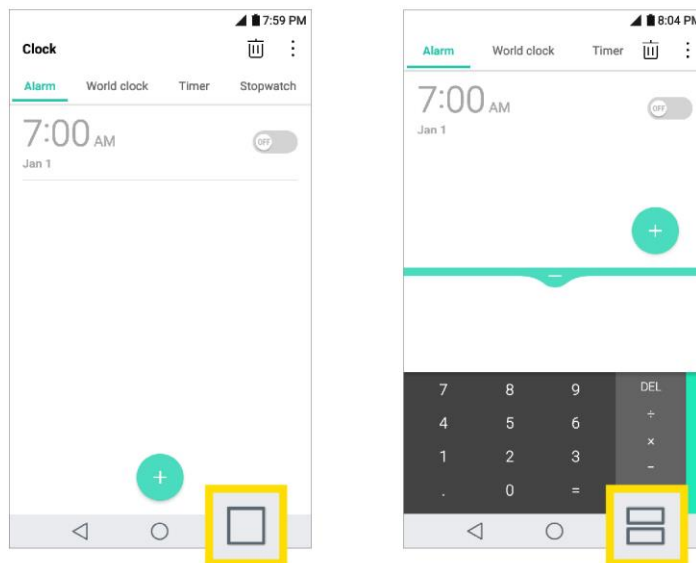 7:59 PM
Clock
Alarm World clock Timer Stopwatch
7:00 AM
OFF
Jan 1
+
8:04 PM
Alarm World clock Timer
7:00 AM
OFF
Jan 1
+
7 8 9 DEL
4 5 6 ÷
1 2 3 ×
−
. 0 =